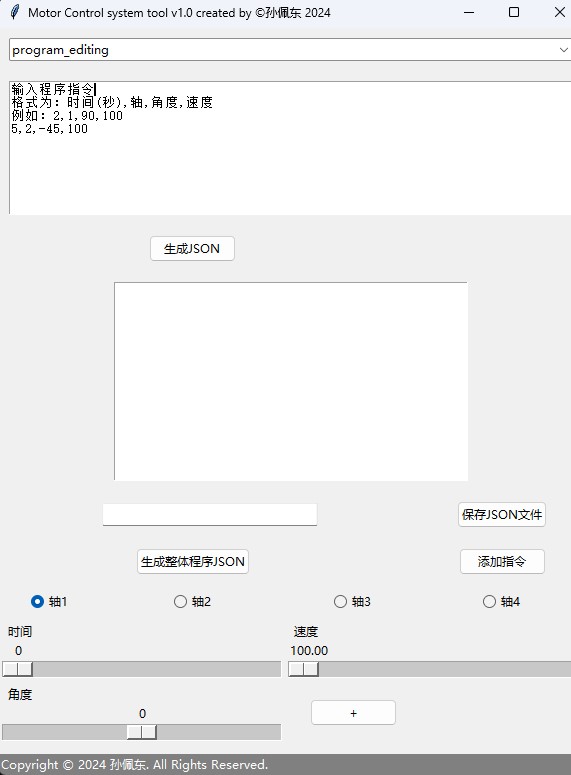 Motor Control system tool v1.0 created by ©孙佩东 2024
program_editing
输入程序指令
格式为: 时间(秒),轴,角度,速度
例如: 2,1,90,100
5,2,-45,100
生成JSON
保存JSON文件
生成整体程序JSON
添加指令
轴1
轴2
轴3
轴4
时间
速度
0
100.00
角度
0
+
Copyright © 2024 孙佩东. All Rights Reserved.